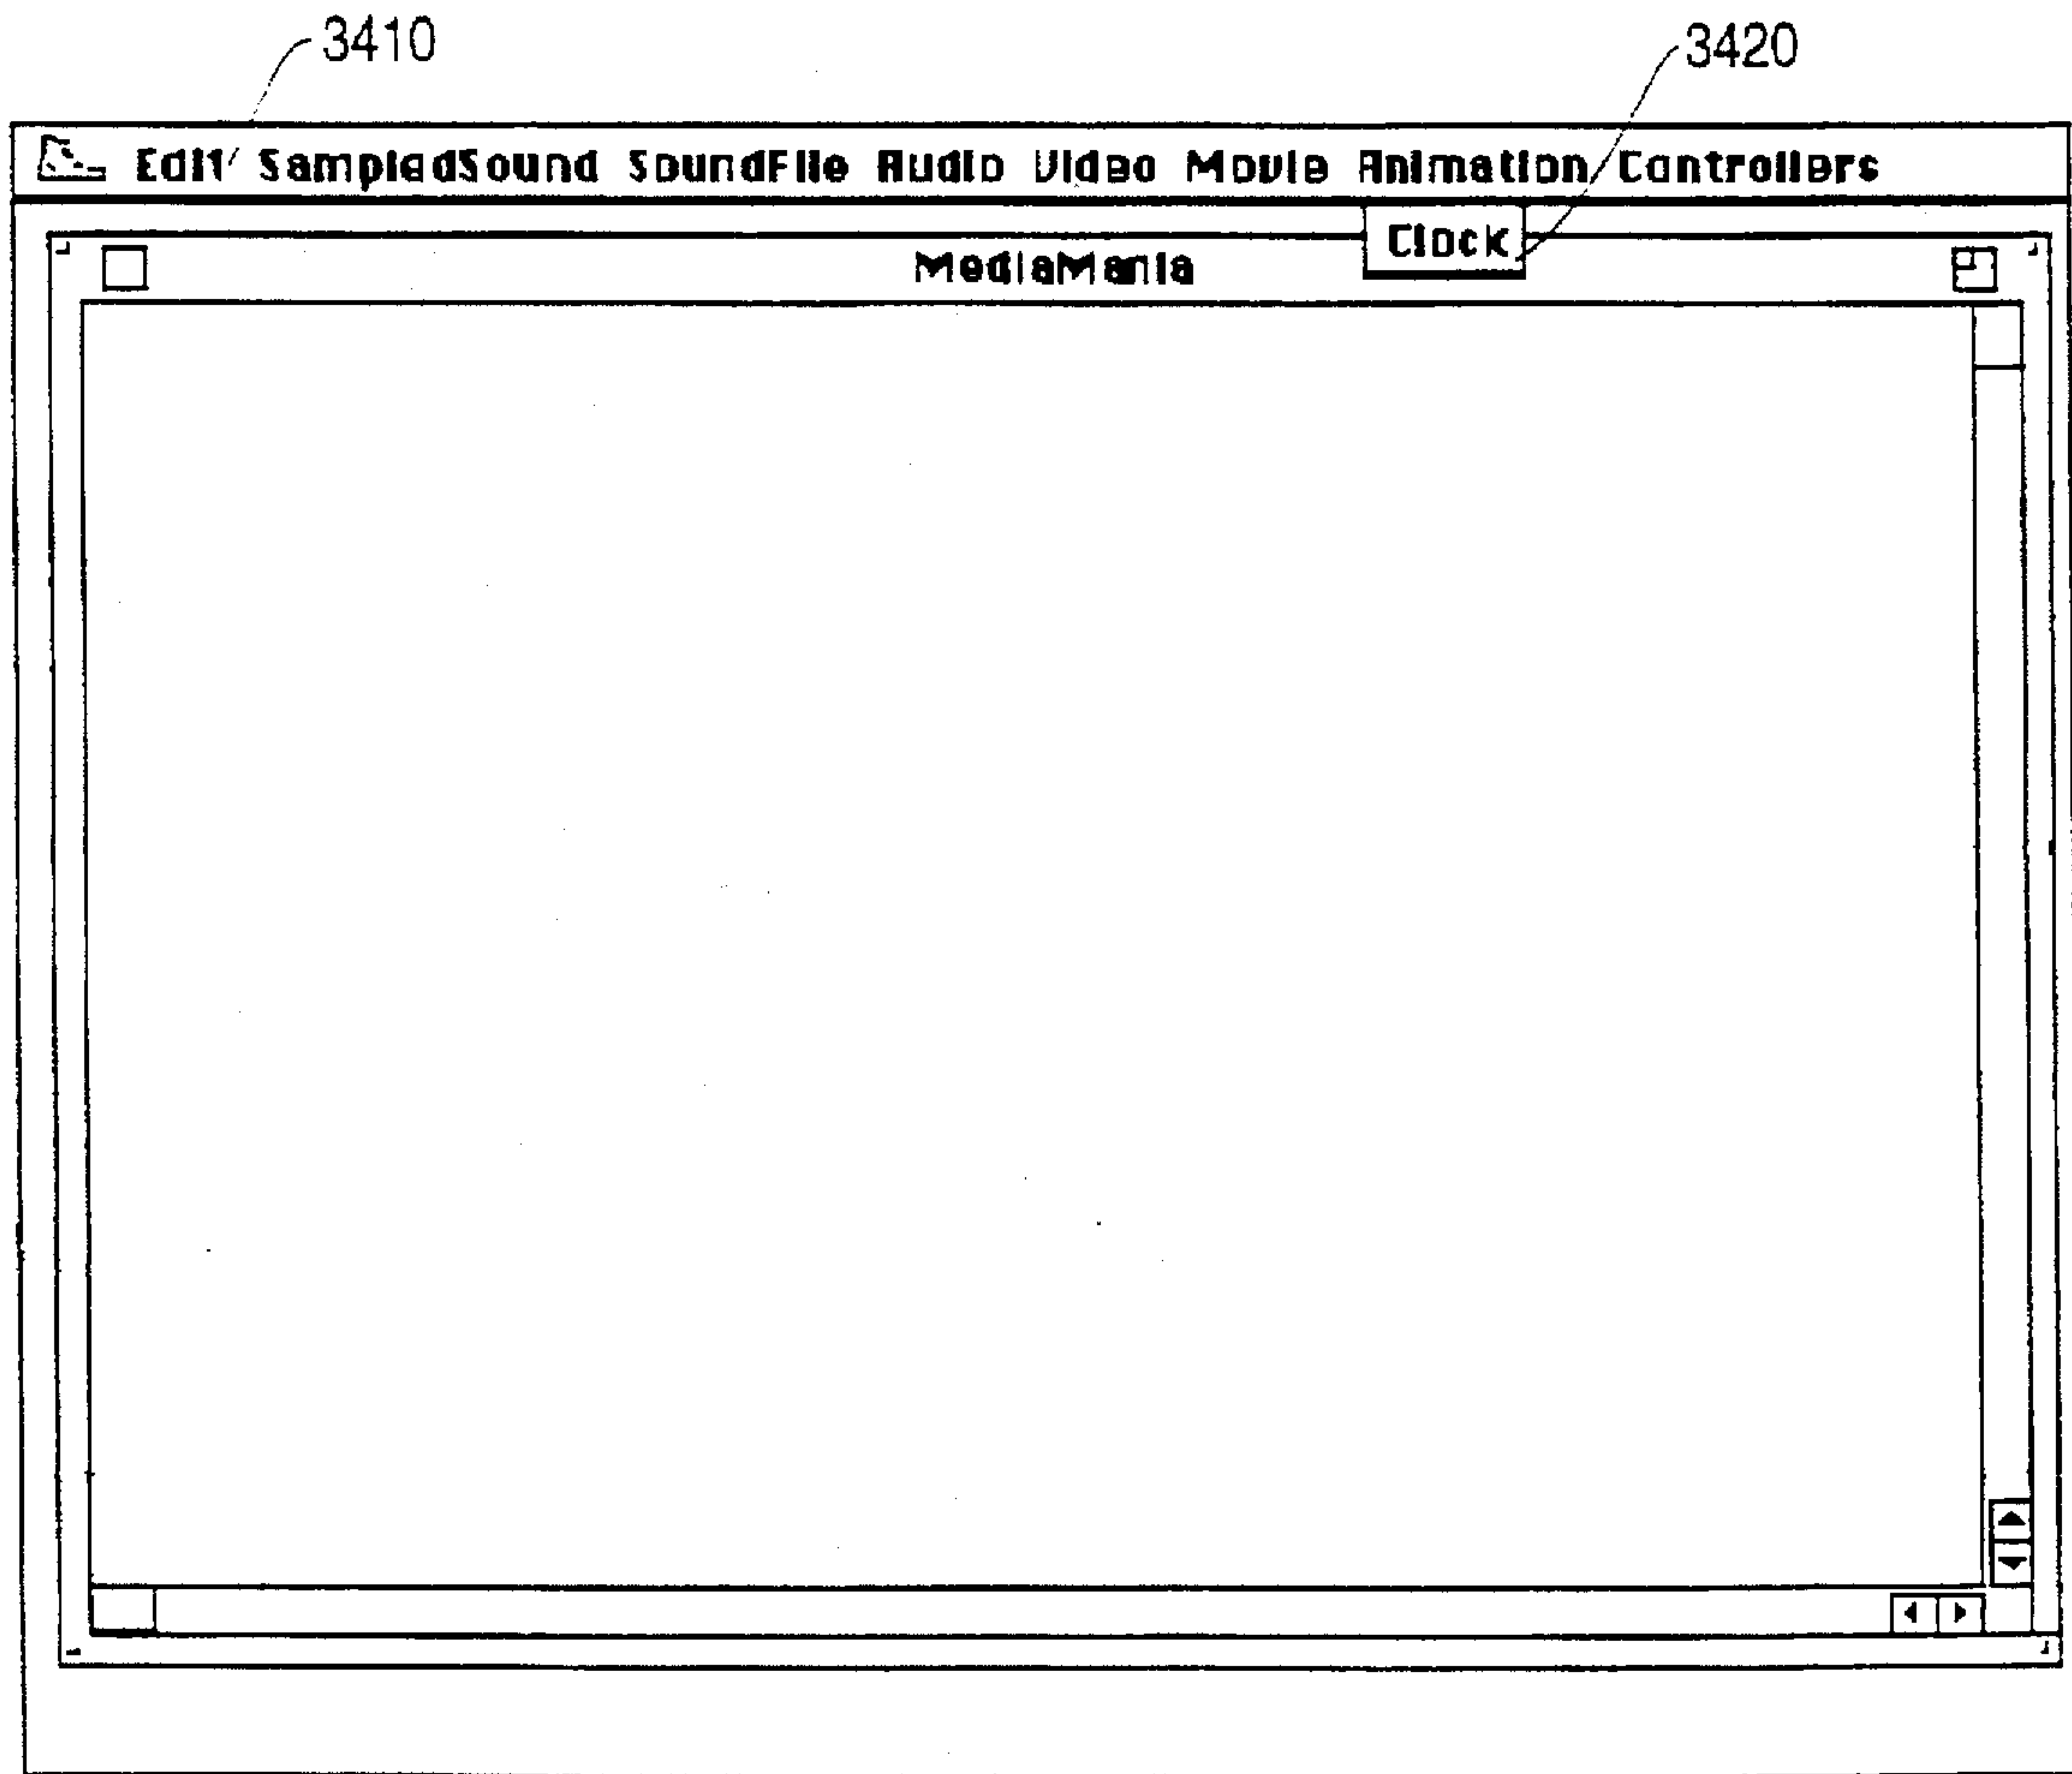 3410
3420
Edit SampledSound SoundFile Audio Video Movie Animation Controllers
Clock
MediaMania